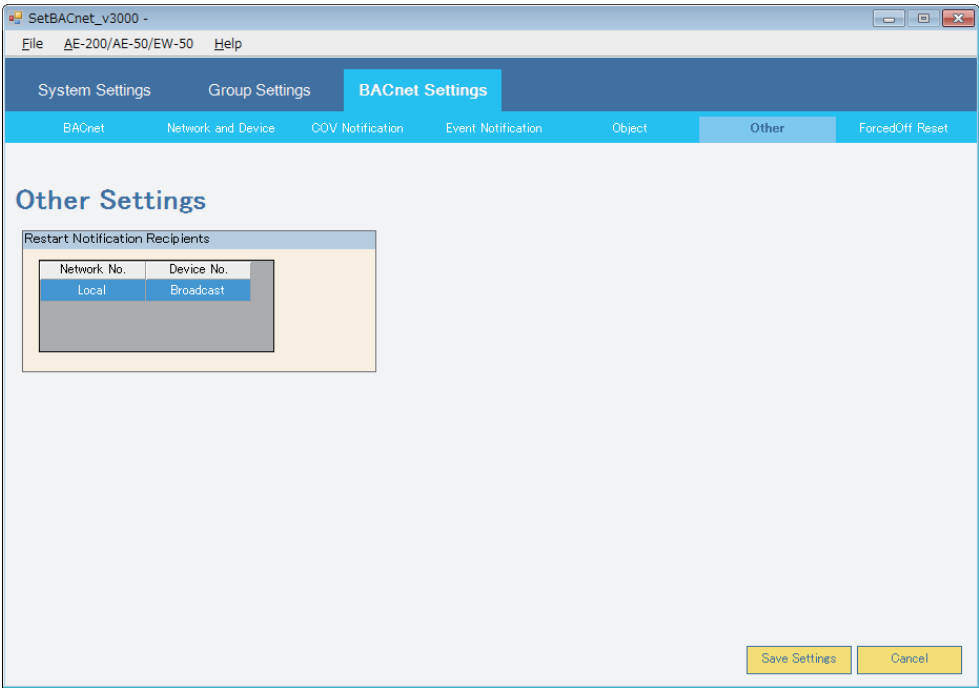 SetBACnet_v3000 -
File AE-200/AE-50/EW-50 Help
System Settings Group Settings BACnet Settings
BACnet Network and Device COV Notification Event Notification Object Other ForcedOff Reset
Other Settings
Restart Notification Recipients
Network No. Device No.
Local Broadcast
Save Settings Cancel